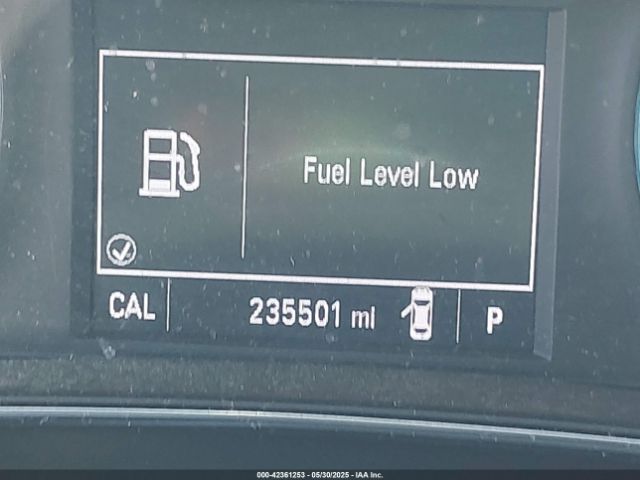 Fuel Level Low
CAL 235501 mi P
000-42361253 - 05/30/2025 - IAA Inc.